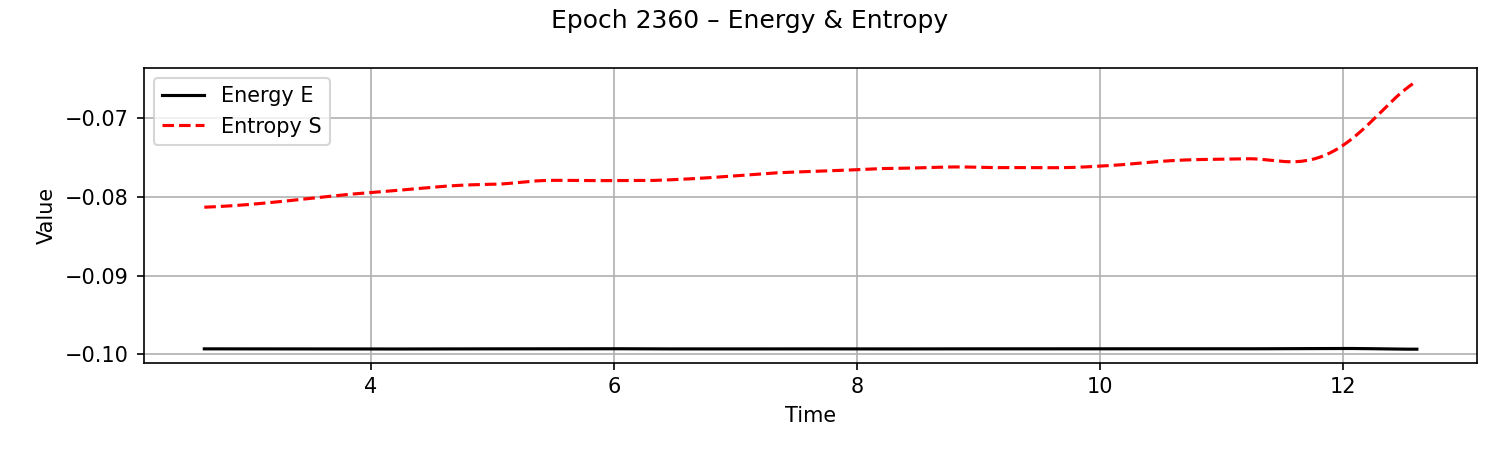 Epoch 2360 – Energy & Entropy
Energy E
Entropy S
Value
−0.07
−0.08
−0.09
−0.10
4 6 8 10 12
Time